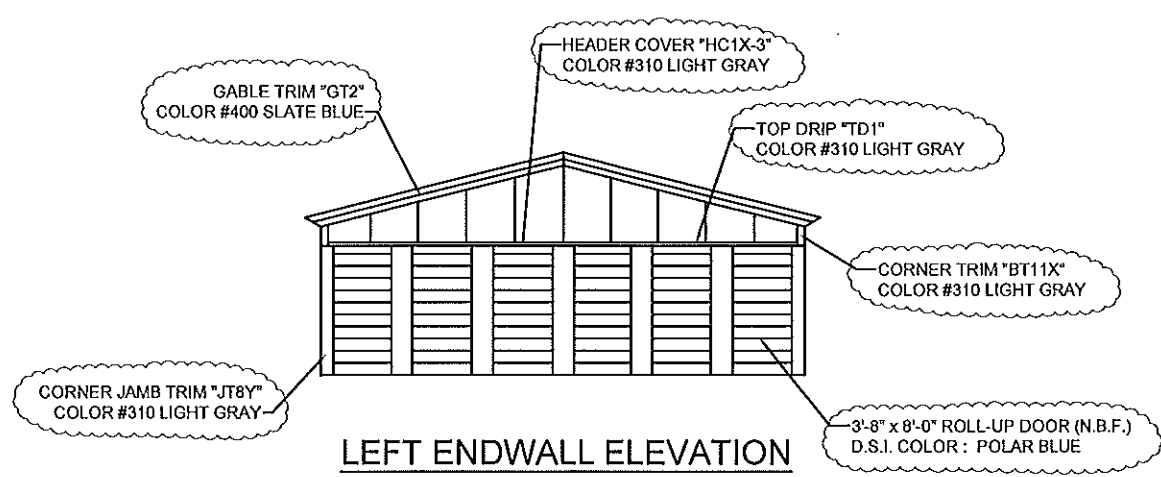 HEADER COVER "HC1X-3"
COLOR #310 LIGHT GRAY
GABLE TRIM "GT2"
COLOR #400 SLATE BLUE
TOP DRIP "TD1"
COLOR #310 LIGHT GRAY
CORNER TRIM "BT11X"
COLOR #310 LIGHT GRAY
CORNER JAMB TRIM "JT8Y"
COLOR #310 LIGHT GRAY
3'-8" x 8'-0" ROLL-UP DOOR (N.B.F.)
D.S.I. COLOR : POLAR BLUE
LEFT ENDWALL ELEVATION